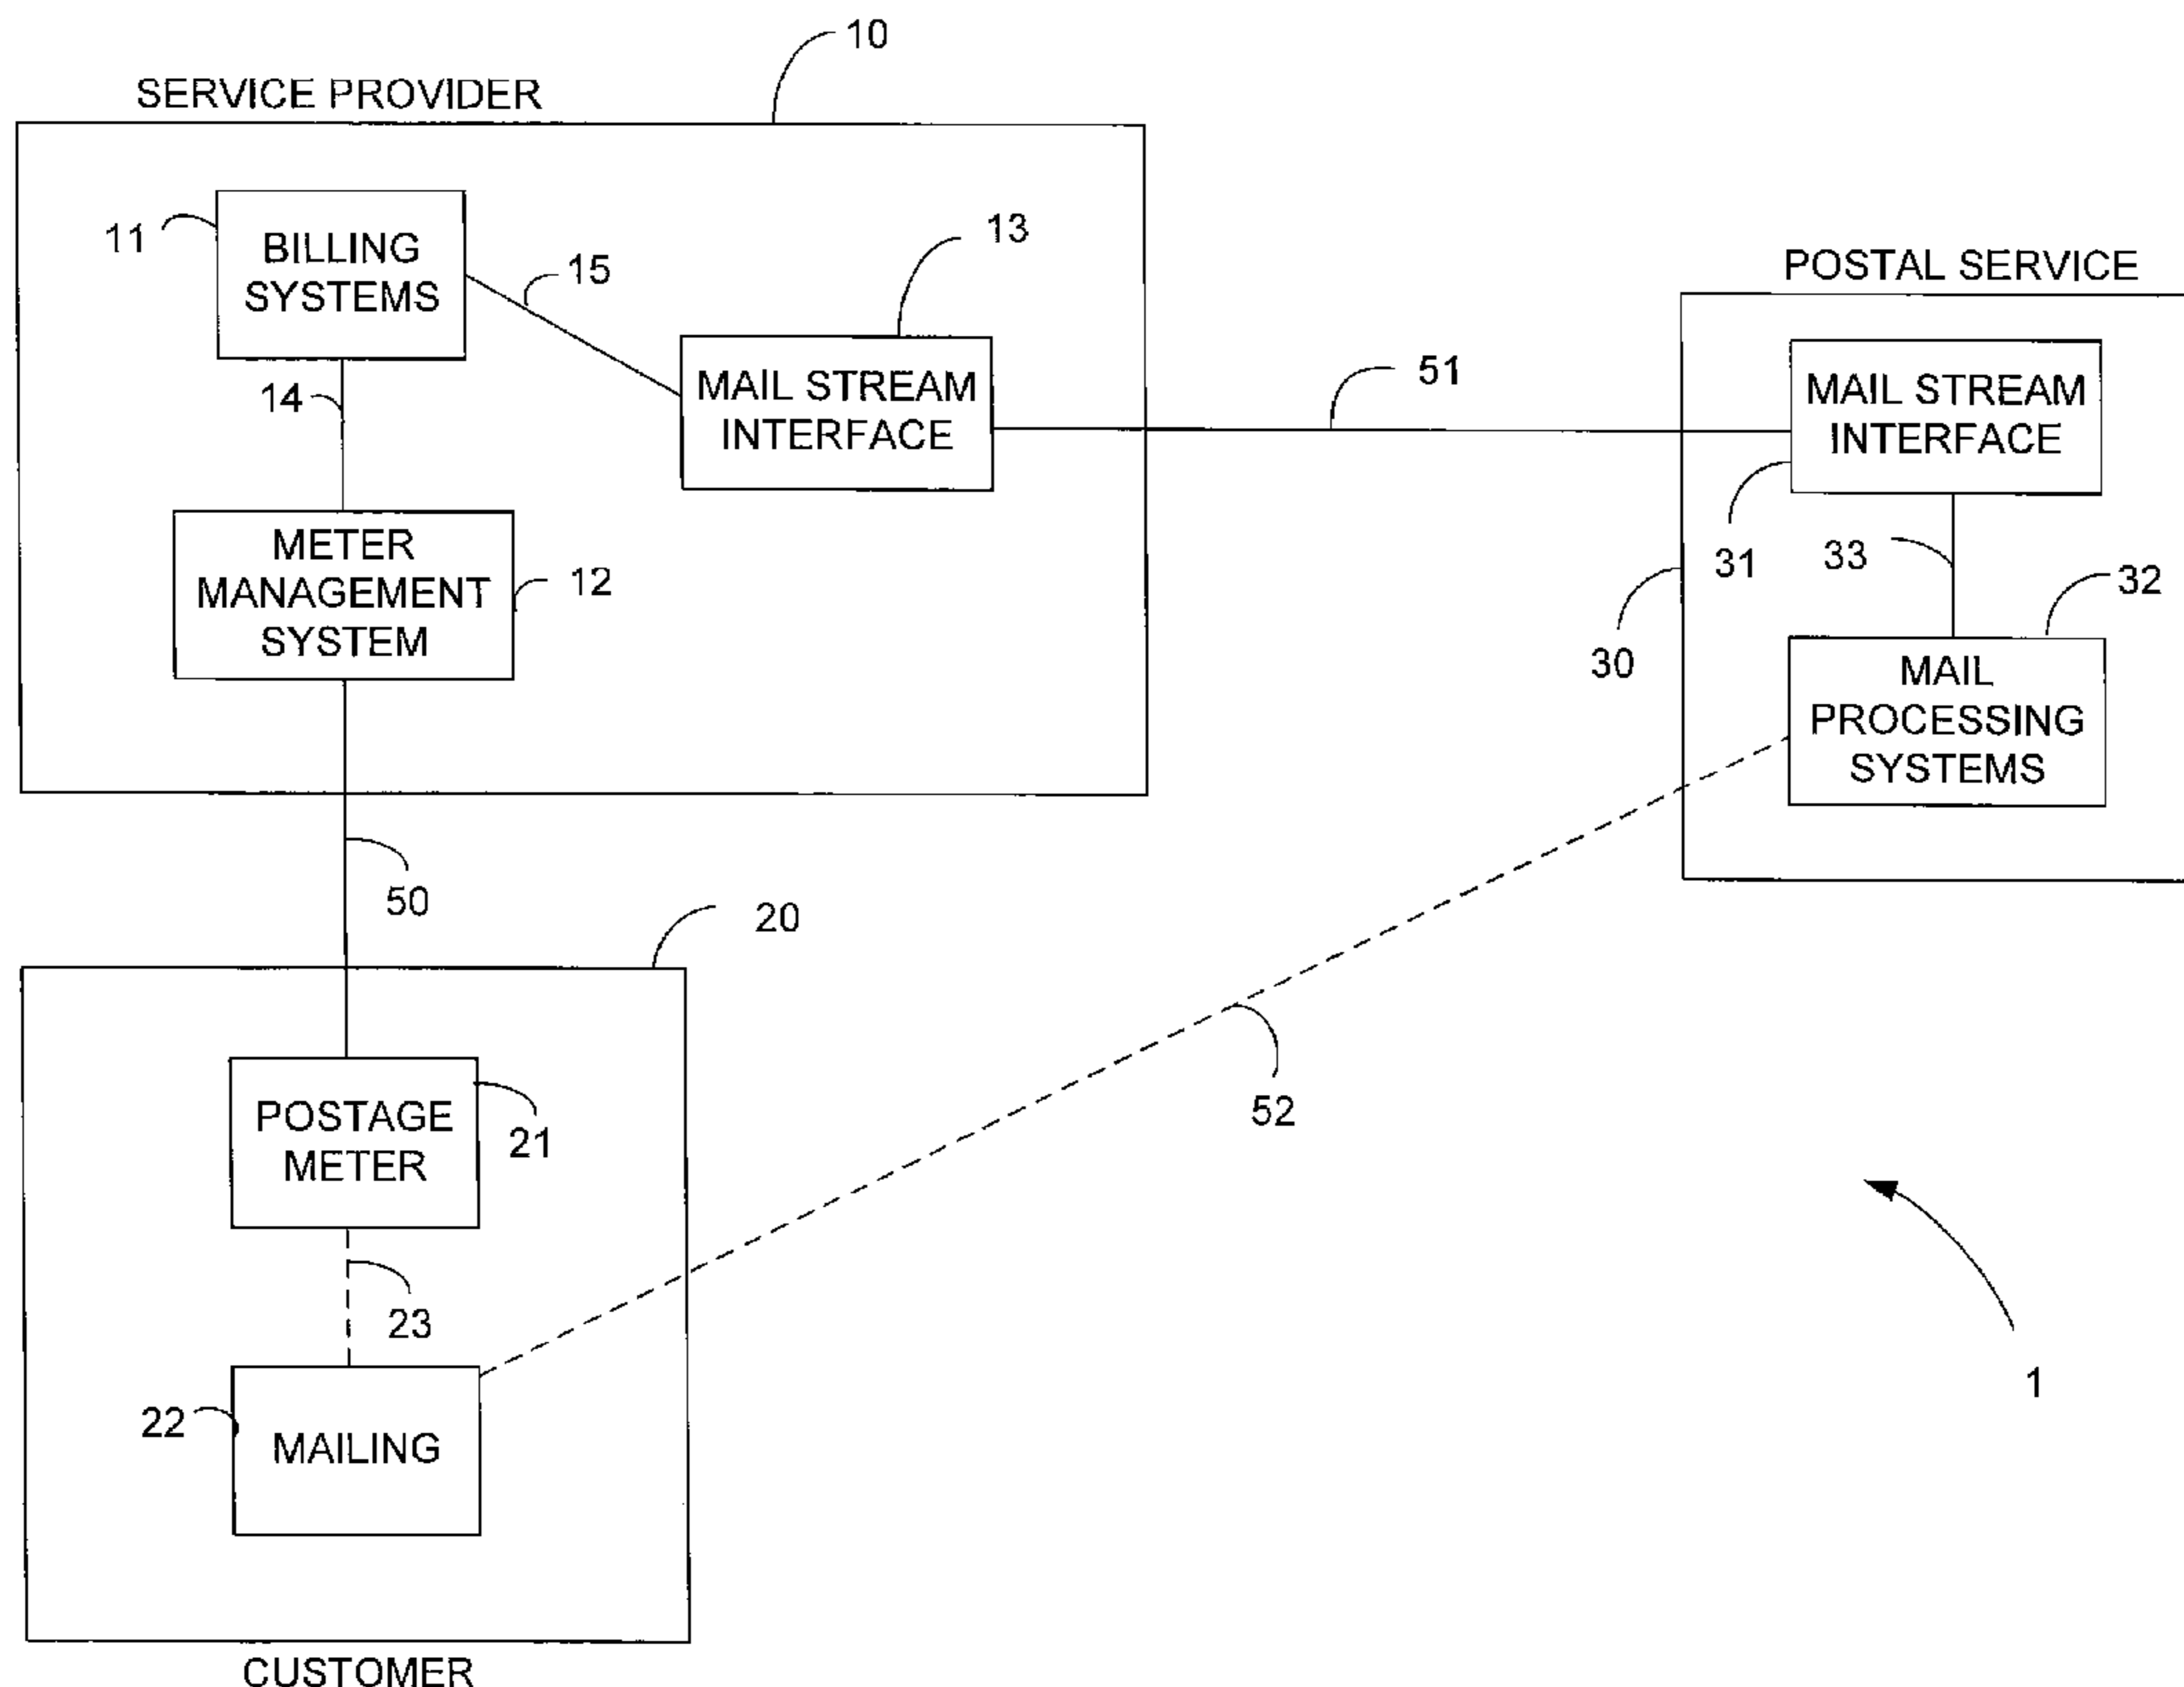 10
SERVICE PROVIDER
11
BILLING
SYSTEMS
15
13
14
MAIL STREAM
INTERFACE
51
METER
MANAGEMENT
SYSTEM
12
POSTAL SERVICE
MAIL STREAM
INTERFACE
31
33
32
30
MAIL
PROCESSING
SYSTEMS
50
20
POSTAGE
METER
21
52
23
22
MAILING
1
CUSTOMER